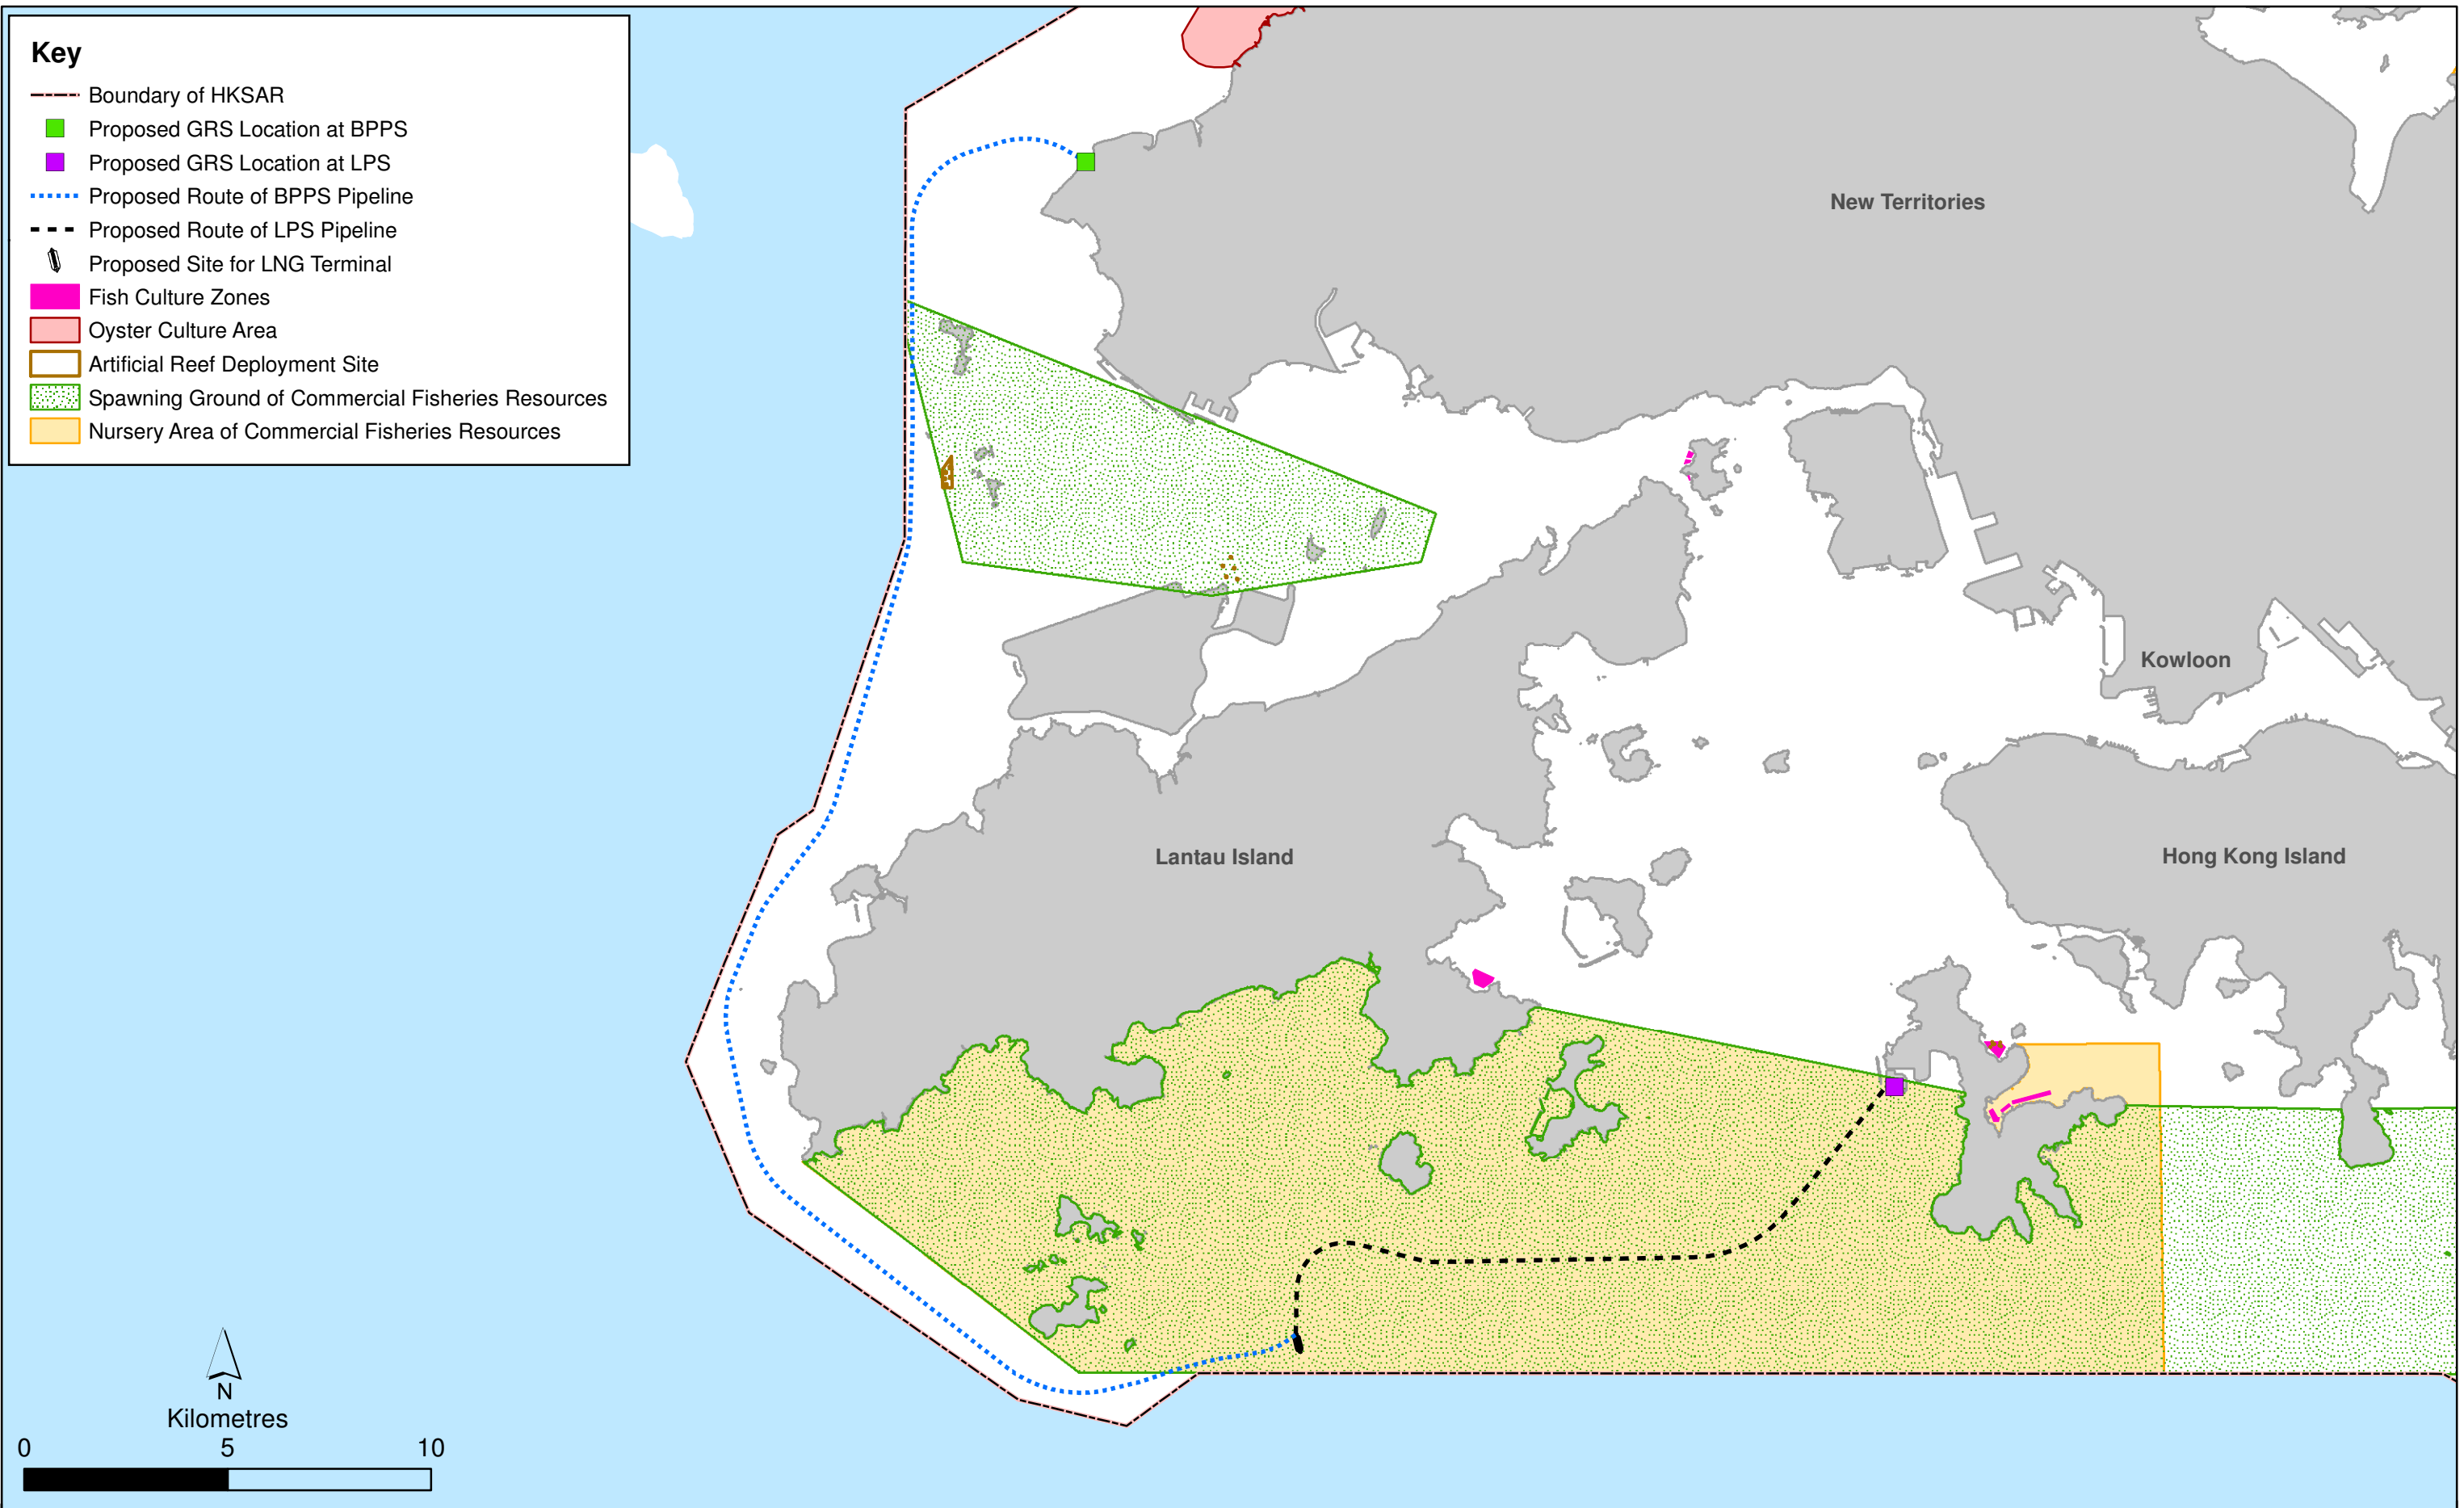 Key
Boundary of HKSAR
Proposed GRS Location at BPPS
Proposed GRS Location at LPS
Proposed Route of BPPS Pipeline
Proposed Route of LPS Pipeline
Proposed Site for LNG Terminal
Fish Culture Zones
Oyster Culture Area
Artificial Reef Deployment Site
Spawning Ground of Commercial Fisheries Resources
Nursery Area of Commercial Fisheries Resources
New Territories
Kowloon
Lantau Island
Hong Kong Island
N
Kilometres
0 5 10